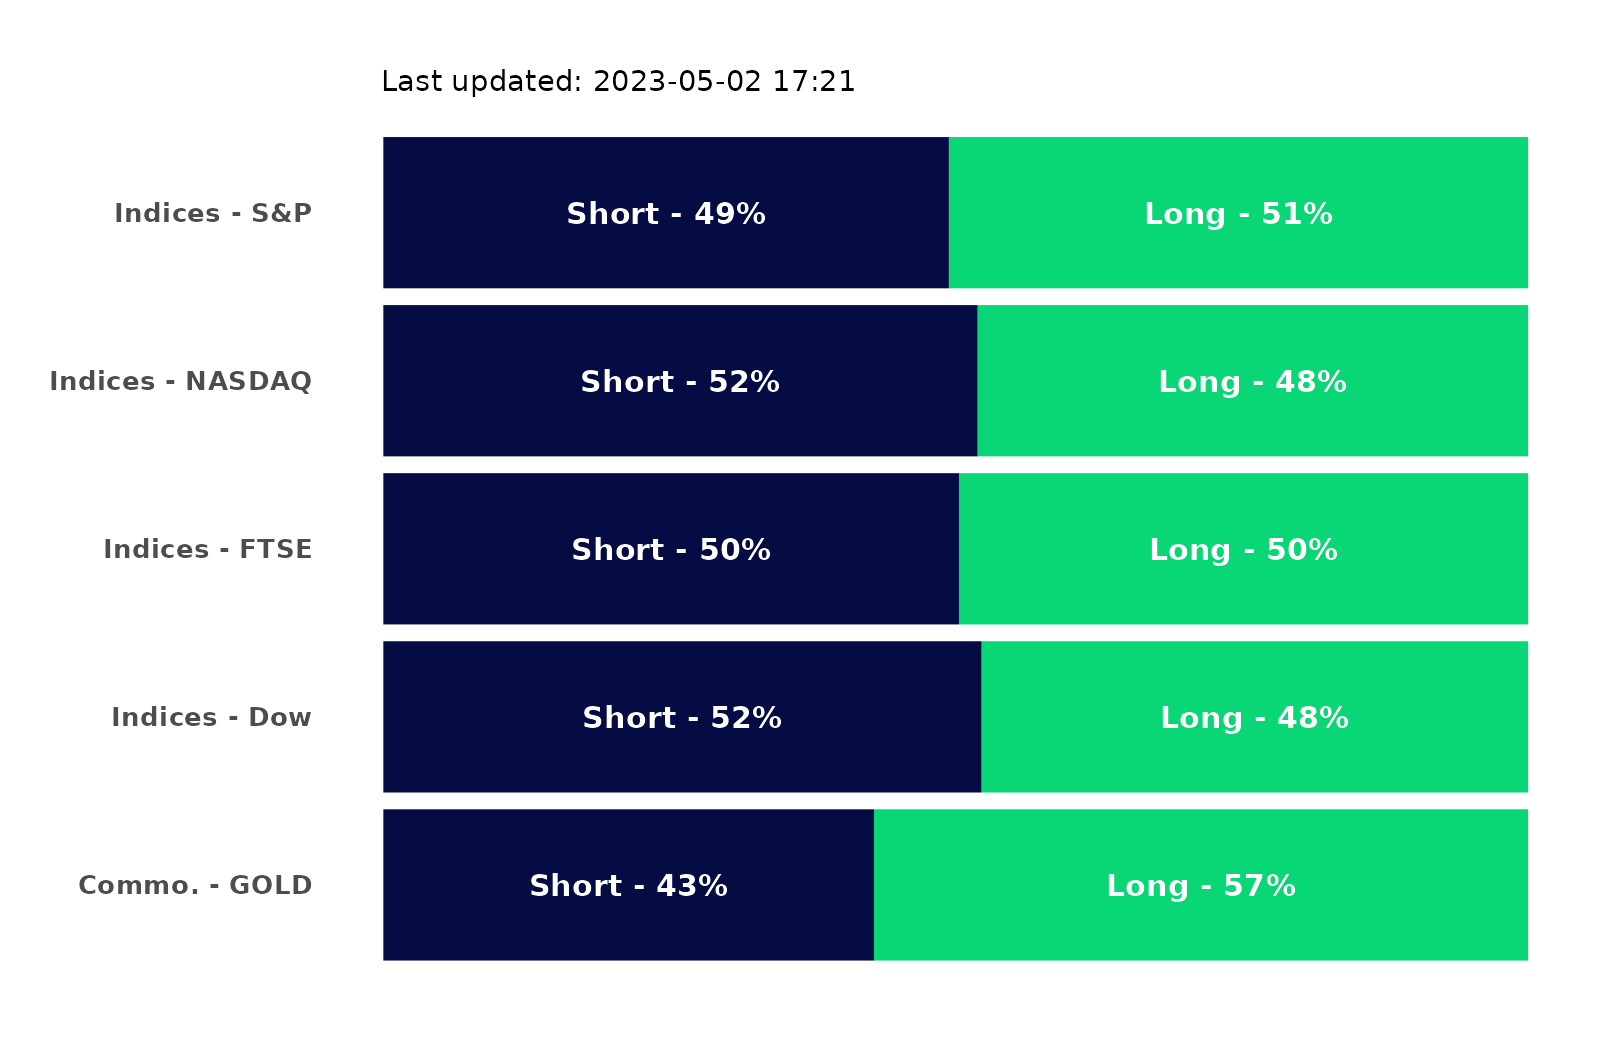 Last updated: 2023-05-02 17:21
Indices - S&P Short - 49% Long - 51%
Indices - NASDAQ Short - 52% Long - 48%
Indices - FTSE Short - 50% Long - 50%
Indices - Dow Short - 52% Long - 48%
Commo. - GOLD Short - 43% Long - 57%